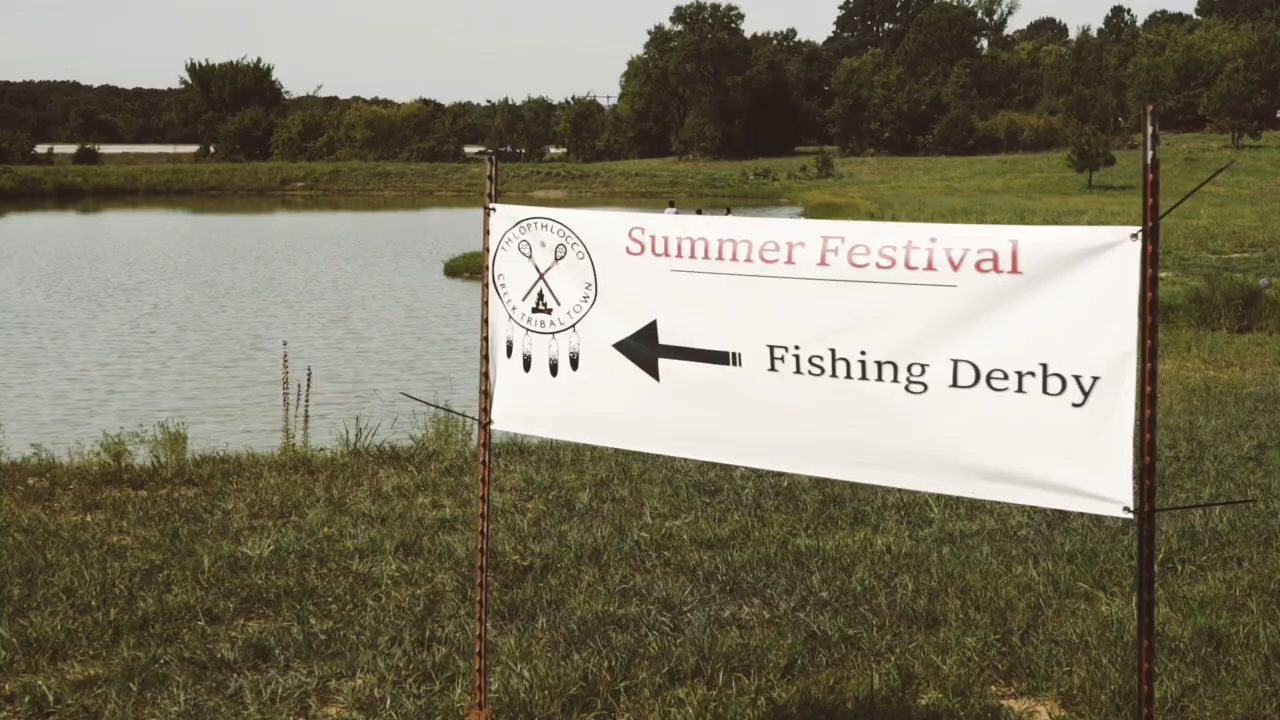 THLOPTHLOCCO
CREEK TRIBAL TOWN
Summer Festival
Fishing Derby